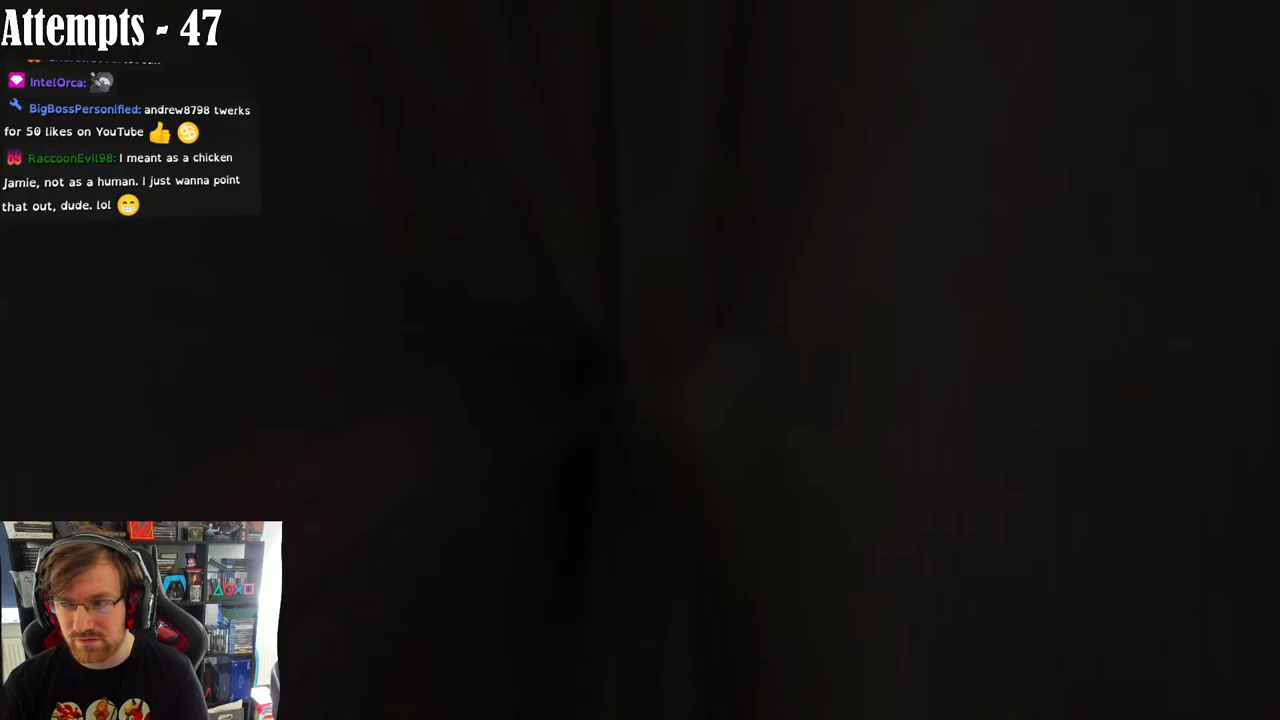 Attempts - 47
IntelOrca:
BigBossPersonified: andrew8798 twerks
for 50 likes on YouTube 👍 ♋
RaccoonEvil98: I meant as a chicken
Jamie, not as a human. I just wanna point
that out, dude. lol 😁